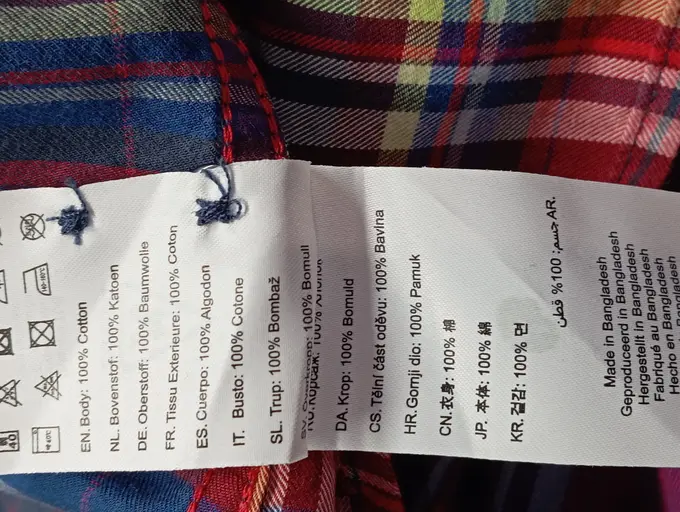 40
EN. Body: 100% Cotton
NL. Bovenstof: 100% Katoen
DE. Oberstoff: 100% Baumwolle
FR. Tissu Exterieure: 100% Coton
ES. Cuerpo: 100% Algodon
IT. Busto: 100% Cotone
SL. Trup: 100% Bombaž
100% Bomull
DA. Krop: 100% Bomuld
CS. Tělní část oděvu: 100% Bavlna
HR. Gornji dio: 100% Pamuk
CN.衣身: 100% 棉
JP. 本体: 100% 綿
KR. 겉감: 100% 면
AR. جسم: 100% قطن
Made in Bangladesh
Geproduceerd in Bangladesh
Hergestellt in Bangladesh
Fabriqué au Bangladesh
Hecho en Bangladesh
Bangladesh